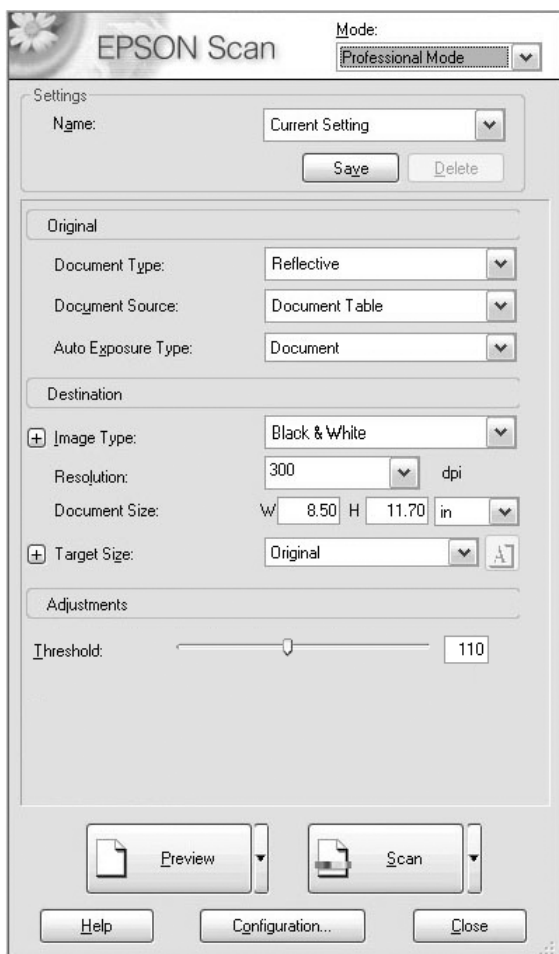 EPSON Scan
Mode:
Professional Mode
Settings
Name:
Current Setting
Save
Delete
Original
Document Type:
Reflective
Document Source:
Document Table
Auto Exposure Type:
Document
Destination
Image Type:
Black & White
Resolution:
300
dpi
Document Size:
W 8.50 H 11.70 in
Target Size:
Original
A
Adjustments
Threshold:
110
Preview
Scan
Help
Configuration...
Close